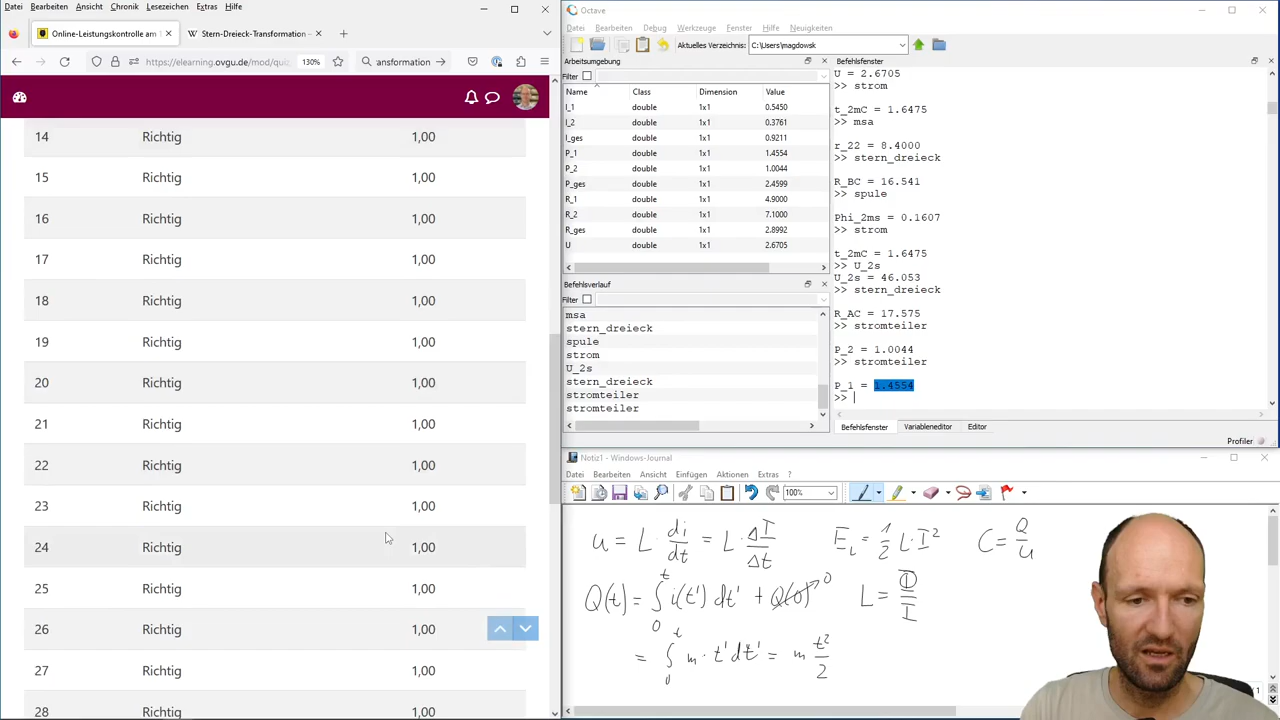 Datei Bearbeiten Ansicht Chronik Lesezeichen Extras Hilfe
Online-Leistungskontrolle am
Stern-Dreieck-Transformation –
https://elearning.ovgu.de/mod/quiz
130%
ansformation
14 Richtig 1,00
15 Richtig 1,00
16 Richtig 1,00
17 Richtig 1,00
18 Richtig 1,00
19 Richtig 1,00
20 Richtig 1,00
21 Richtig 1,00
22 Richtig 1,00
23 Richtig 1,00
24 Richtig 1,00
25 Richtig 1,00
26 Richtig 1,00
27 Richtig 1,00
28 Richtig 1,00
Octave
Datei Bearbeiten Debug Werkzeuge Fenster Hilfe Neuigkeiten
Aktuelles Verzeichnis: C:\Users\magdowsk
Arbeitsumgebung
Filter
Name Class Dimension Value
I_1 double 1x1 0.5450
I_2 double 1x1 0.3761
I_ges double 1x1 0.9211
P_1 double 1x1 1.4554
P_2 double 1x1 1.0044
P_ges double 1x1 2.4599
R_1 double 1x1 4.9000
R_2 double 1x1 7.1000
R_ges double 1x1 2.8992
U double 1x1 2.6705
Befehlsverlauf
Filter
msa
stern_dreieck
spule
strom
U_2s
stern_dreieck
stromteiler
stromteiler
Befehlsfenster
U = 2.6705
>> strom
t_2mC = 1.6475
>> msa
r_22 = 8.4000
>> stern_dreieck
R_BC = 16.541
>> spule
Phi_2ms = 0.1607
>> strom
t_2mC = 1.6475
>> U_2s
U_2s = 46.053
>> stern_dreieck
R_AC = 17.575
>> stromteiler
P_2 = 1.0044
>> stromteiler
P_1 = 1.4554
>>
Befehlsfenster Variableneditor Editor
Profiler
Notiz1 - Windows-Journal
Datei Bearbeiten Ansicht Einfügen Aktionen Extras ?
100%
u = L · di/dt = L · ΔI/Δt E_L = 1/2 L · I² C = Q/U
Q(t) = ∫₀ᵗ i(t') dt' + Q(0) 0 L = Φ/I
= ∫₀ᵗ m · t' dt' = m t²/2